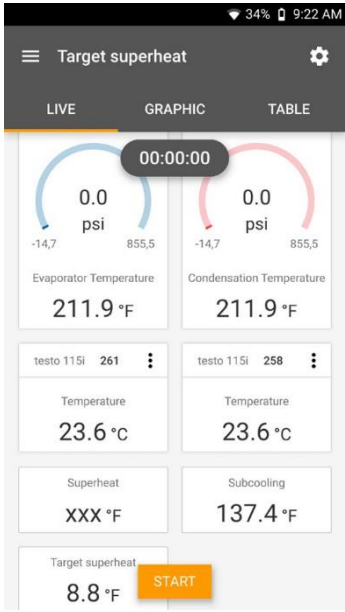 34% 9:22 AM
Target superheat
LIVE GRAPHIC TABLE
00:00:00
0.0 0.0
psi psi
-14,7 855,5 -14,7 855,5
Evaporator Temperature Condensation Temperature
211.9 °F 211.9 °F
testo 115i 261 testo 115i 258
Temperature Temperature
23.6 °C 23.6 °C
Superheat Subcooling
xxx °F 137.4 °F
Target superheat
8.8 °F START